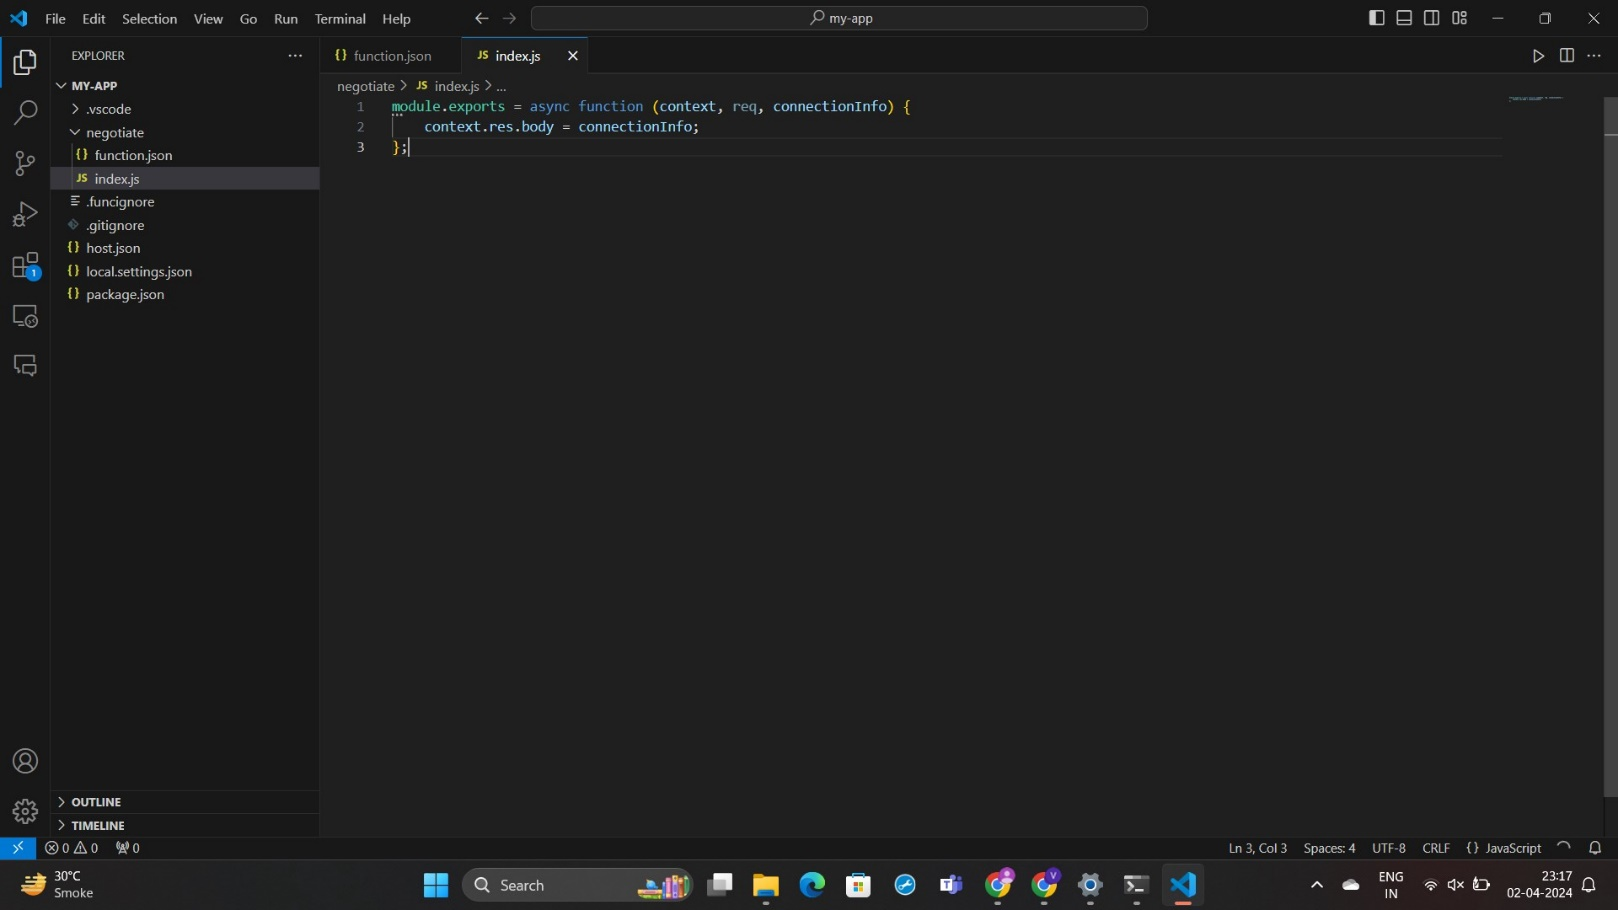 File Edit Selection View Go Run Terminal Help
my-app
EXPLORER
function.json
JS index.js
MY-APP
negotiate > JS index.js > ...
.vscode
negotiate
{} function.json
JS index.js
.funcignore
.gitignore
{} host.json
{} local.settings.json
{} package.json
1 module.exports = async function (context, req, connectionInfo) {
2 context.res.body = connectionInfo;
3 };
1
OUTLINE
TIMELINE
0 0 0
Ln 3, Col 3 Spaces: 4 UTF-8 CRLF {} JavaScript
30°C
Smoke
Search
V
ENG
IN
23:17
02-04-2024